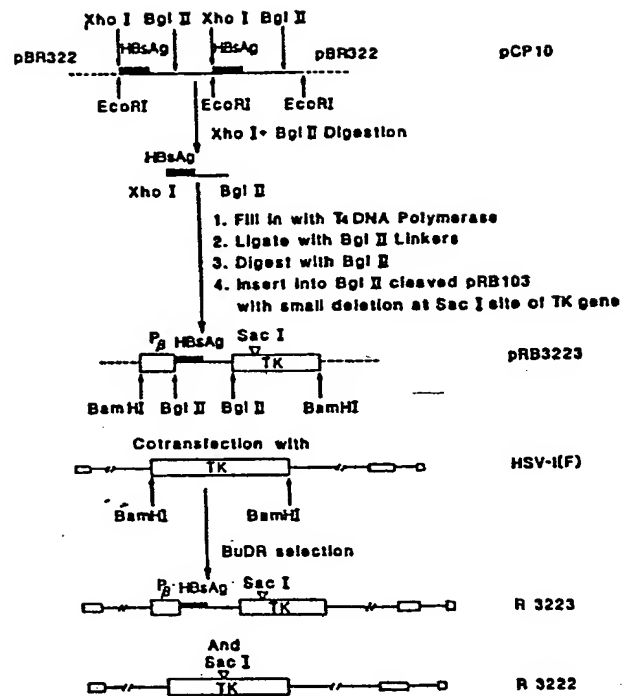 Xho I Bgl II Xho I Bgl II
pBR322 HBsAg HBsAg pBR322 pCP10
EcoRI EcoRI EcoRI
Xho I + Bgl II Digestion
HBsAg
Xho I Bgl II
1. Fill in with T4 DNA Polymerase
2. Ligate with Bgl II Linkers
3. Digest with Bgl II
4. Insert into Bgl II cleaved pRB103
with small deletion at Sac I site of TK gene
Pβ HBsAg Sac I
TK pRB3223
BamHI Bgl II Bgl II BamHI
Cotransfection with
TK HSV-1(F)
BamHI BamHI
BuDR selection
Pβ HBsAg Sac I
TK R 3223
And
Sac I
TK R 3222